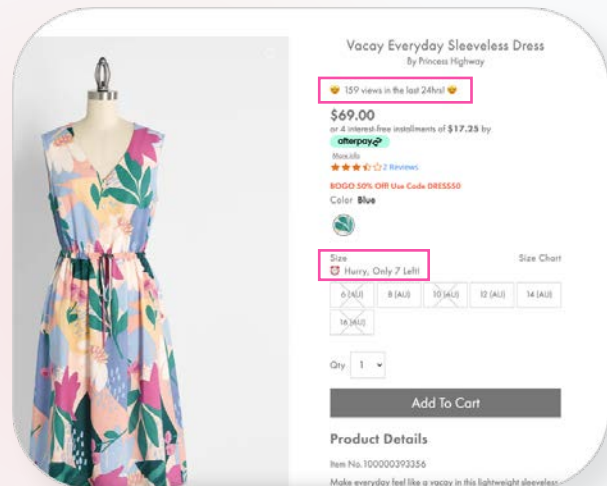 Vacay Everyday Sleeveless Dress
By Princess Highway
😍 159 views in the last 24hrs! 😍
$69.00
or 4 interest-free installments of $17.25 by
afterpay
More info
2 Reviews
BOGO 50% Off! Use Code DRESS50
Color Blue
Size Size Chart
⏰ Hurry, Only 7 Left!
6 (AU) 8 (AU) 10 (AU) 12 (AU) 14 (AU)
16 (AU)
Qty 1
Add To Cart
Product Details
Item No. 100000393356
Make everyday feel like a vacay in this lightweight sleeveless